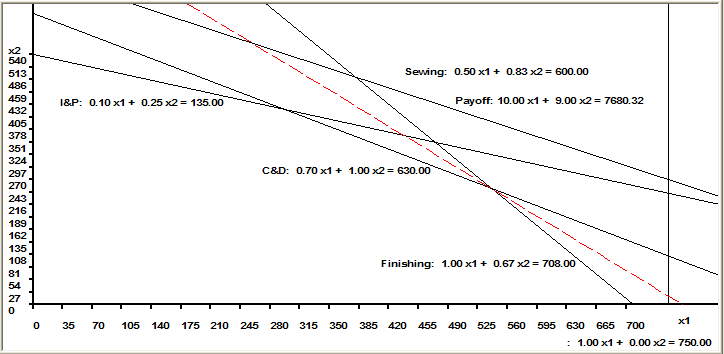 x2
540
513
486
459
432
405
378
351
324
297
270
243
216
189
162
135
108
81
54
27
0
Sewing: 0.50 x1 + 0.83 x2 = 600.00
I&P: 0.10 x1 + 0.25 x2 = 135.00
Payoff: 10.00 x1 + 9.00 x2 = 7680.32
C&D: 0.70 x1 + 1.00 x2 = 630.00
Finishing: 1.00 x1 + 0.67 x2 = 708.00
0 35 70 105 140 175 210 245 280 315 350 385 420 455 490 525 560 595 630 665 700
x1
: 1.00 x1 + 0.00 x2 = 750.00